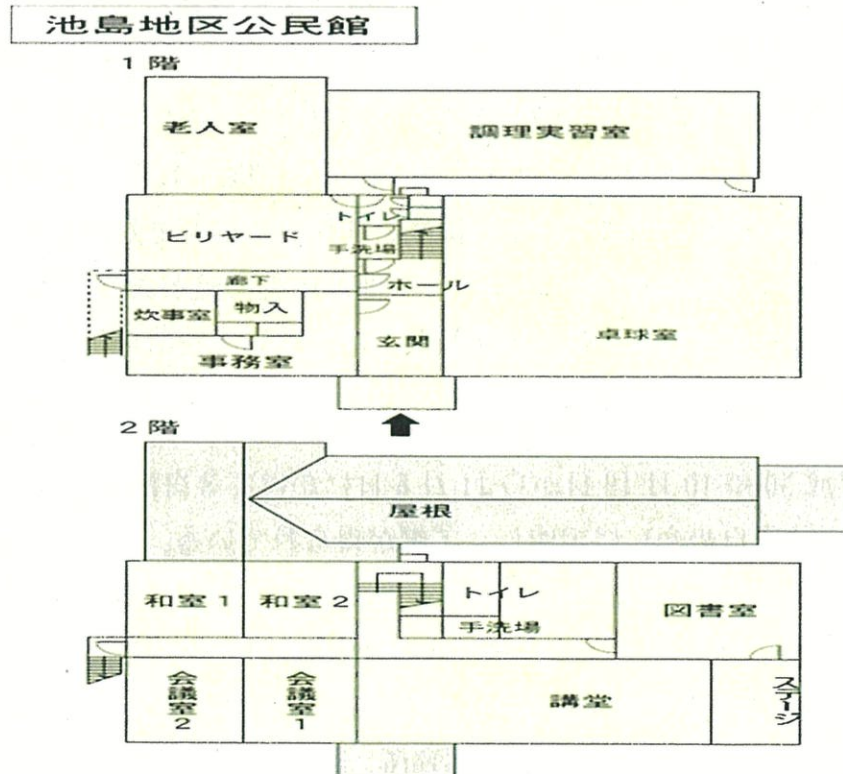 池島地区公民館
1階
老人室
調理実習室
トイレ
ビリヤード
手洗場
廊下
ホール
炊事室
物入
玄関
卓球室
事務室
2階
屋根
和室1
和室2
トイレ
手洗場
図書室
会議室2
会議室1
講堂
ステージ